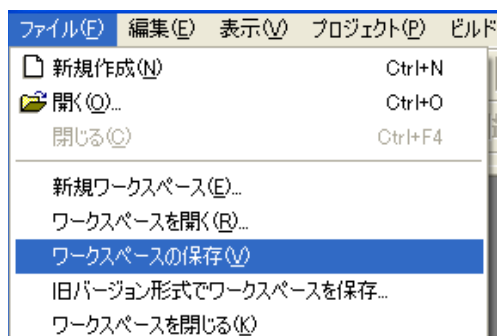 ファイル(F) 編集(E) 表示(V) プロジェクト(P) ビルド
新規作成(N) Ctrl+N
開く(O)... Ctrl+O
閉じる(C) Ctrl+F4
新規ワークスペース(E)...
ワークスペースを開く(R)...
ワークスペースの保存(V)
旧バージョン形式でワークスペースを保存...
ワークスペースを閉じる(K)